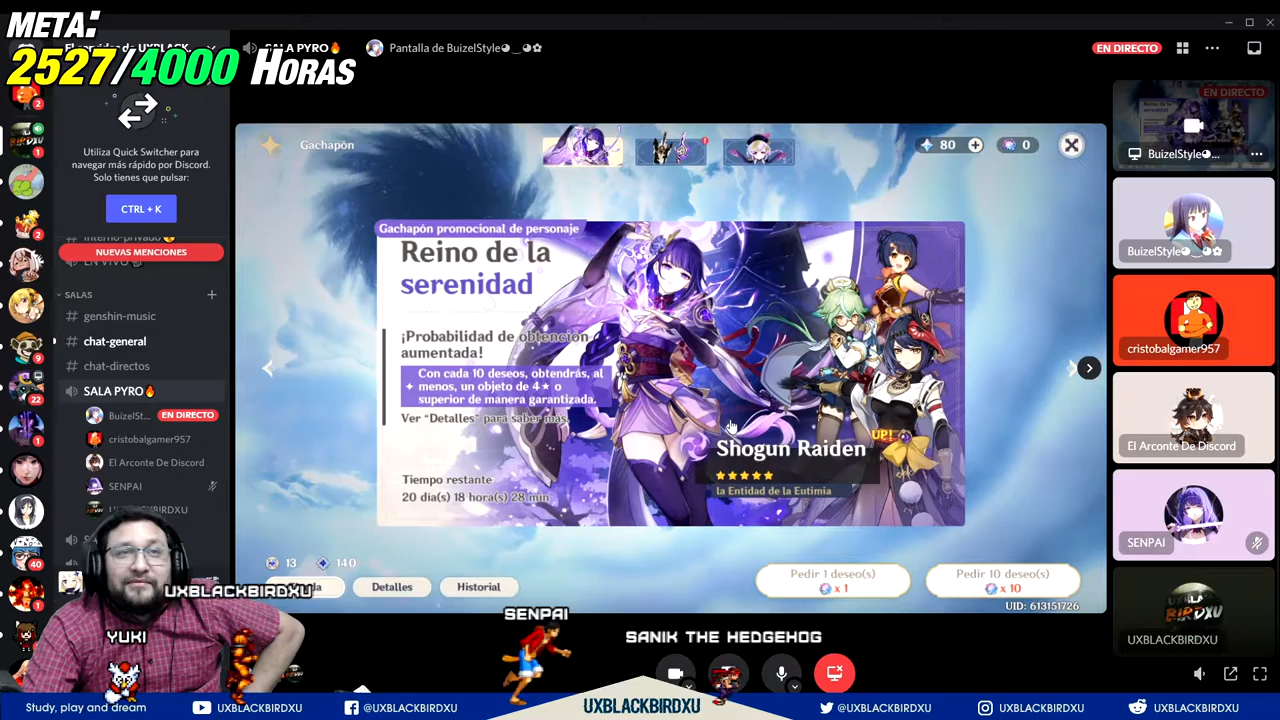 META:
2527/4000 HORAS
SALA PYRO🔥
Pantalla de BuizelStyle
EN DIRECTO
Utiliza Quick Switcher para
navegar más rápido por Discord.
Solo tienes que pulsar:
CTRL + K
NUEVAS MENCIONES
SALAS
genshin-music
chat-general
chat-directos
SALA PYRO🔥
BuizelSt...
EN DIRECTO
cristobalgamer957
El Arconte De Discord
SENPAI
UXBLACKBIRDXU
Gachapón
80
0
Gachapón promocional de personaje
Reino de la
serenidad
¡Probabilidad de obtención
aumentada!
Con cada 10 deseos, obtendrás, al
menos, un objeto de 4★ o
superior de manera garantizada.
Ver “Detalles” para saber más.
Tiempo restante
20 día(s) 18 hora(s) 28 min
UP!
Shogun Raiden
la Entidad de la Eutimia
13
140
Detalles
Historial
Pedir 1 deseo(s)
x 1
Pedir 10 deseo(s)
x 10
UID: 613151726
EN DIRECTO
BuizelStyle
BuizelStyle
cristobalgamer957
El Arconte De Discord
SENPAI
UXBLACKBIRDXU
UXBLACKBIRDXU
YUKI
SENPAI
SANIK THE HEDGEHOG
Study, play and dream
UXBLACKBIRDXU
@UXBLACKBIRDXU
UXBLACKBIRDXU
@UXBLACKBIRDXU
UXBLACKBIRDXU
UXBLACKBIRDXU